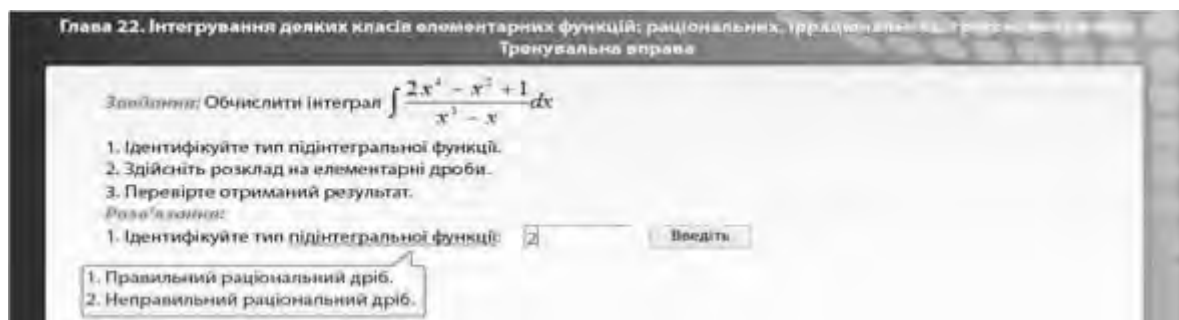 Глава 22. Інтегрування деяких класів елементарних функцій: раціональних, ірраціональних,
Тренувальна вправа
Завдання: Обчислити інтеграл ∫ (2x⁴ − x² + 1)/(x³ − x) dx
1. Ідентифікуйте тип підінтегральної функції.
2. Здійсніть розклад на елементарні дроби.
3. Перевірте отриманий результат.
Розв'язання:
1. Ідентифікуйте тип підінтегральної функції: 2 Введіть
1. Правильний раціональний дріб.
2. Неправильний раціональний дріб.